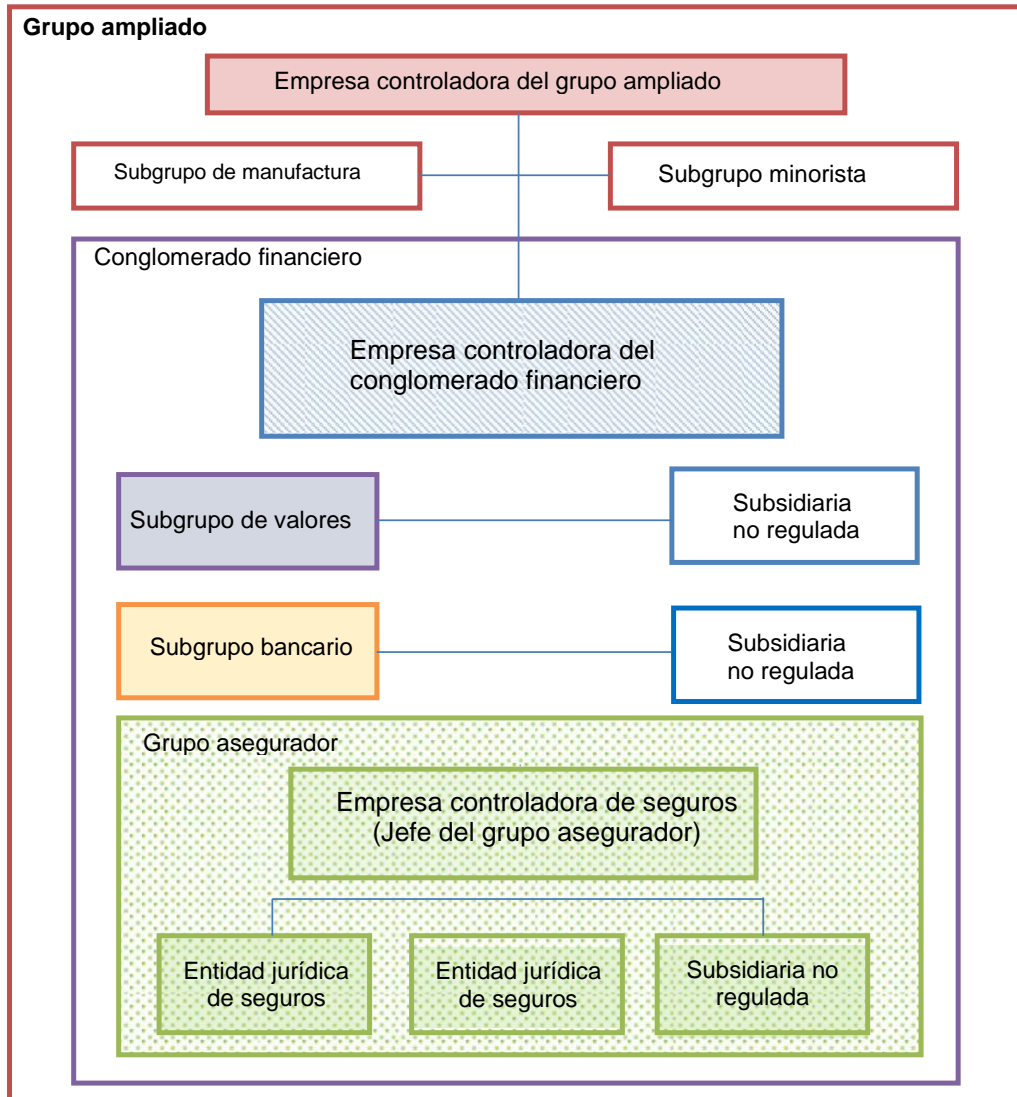 Grupo ampliado
Empresa controladora del grupo ampliado
Subgrupo de manufactura
Subgrupo minorista
Conglomerado financiero
Empresa controladora del
conglomerado financiero
Subgrupo de valores
Subsidiaria
no regulada
Subgrupo bancario
Subsidiaria
no regulada
Grupo asegurador
Empresa controladora de seguros
(Jefe del grupo asegurador)
Entidad jurídica
de seguros
Entidad jurídica
de seguros
Subsidiaria no
regulada